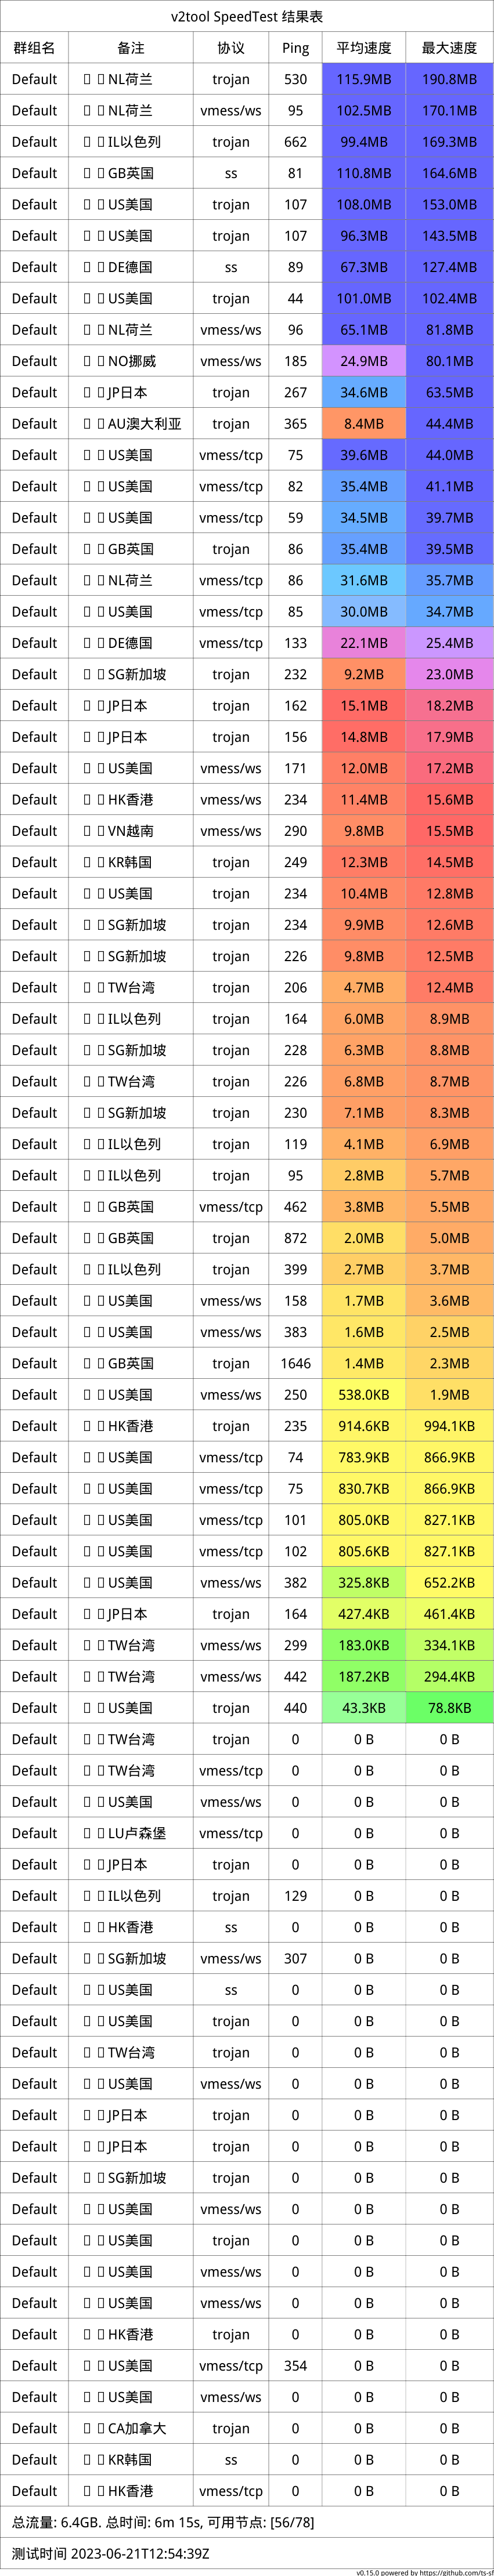 v2tool SpeedTest 结果表
群组名 备注 协议 Ping 平均速度 最大速度
Default NL荷兰 trojan 530 115.9MB 190.8MB
Default NL荷兰 vmess/ws 95 102.5MB 170.1MB
Default IL以色列 trojan 662 99.4MB 169.3MB
Default GB英国 ss 81 110.8MB 164.6MB
Default US美国 trojan 107 108.0MB 153.0MB
Default US美国 trojan 107 96.3MB 143.5MB
Default DE德国 ss 89 67.3MB 127.4MB
Default US美国 trojan 44 101.0MB 102.4MB
Default NL荷兰 vmess/ws 96 65.1MB 81.8MB
Default NO挪威 vmess/ws 185 24.9MB 80.1MB
Default JP日本 trojan 267 34.6MB 63.5MB
Default AU澳大利亚 trojan 365 8.4MB 44.4MB
Default US美国 vmess/tcp 75 39.6MB 44.0MB
Default US美国 vmess/tcp 82 35.4MB 41.1MB
Default US美国 vmess/tcp 59 34.5MB 39.7MB
Default GB英国 trojan 86 35.4MB 39.5MB
Default NL荷兰 vmess/tcp 86 31.6MB 35.7MB
Default US美国 vmess/tcp 85 30.0MB 34.7MB
Default DE德国 vmess/tcp 133 22.1MB 25.4MB
Default SG新加坡 trojan 232 9.2MB 23.0MB
Default JP日本 trojan 162 15.1MB 18.2MB
Default JP日本 trojan 156 14.8MB 17.9MB
Default US美国 vmess/ws 171 12.0MB 17.2MB
Default HK香港 vmess/ws 234 11.4MB 15.6MB
Default VN越南 vmess/ws 290 9.8MB 15.5MB
Default KR韩国 trojan 249 12.3MB 14.5MB
Default US美国 trojan 234 10.4MB 12.8MB
Default SG新加坡 trojan 234 9.9MB 12.6MB
Default SG新加坡 trojan 226 9.8MB 12.5MB
Default TW台湾 trojan 206 4.7MB 12.4MB
Default IL以色列 trojan 164 6.0MB 8.9MB
Default SG新加坡 trojan 228 6.3MB 8.8MB
Default TW台湾 trojan 226 6.8MB 8.7MB
Default SG新加坡 trojan 230 7.1MB 8.3MB
Default IL以色列 trojan 119 4.1MB 6.9MB
Default IL以色列 trojan 95 2.8MB 5.7MB
Default GB英国 vmess/tcp 462 3.8MB 5.5MB
Default GB英国 trojan 872 2.0MB 5.0MB
Default IL以色列 trojan 399 2.7MB 3.7MB
Default US美国 vmess/ws 158 1.7MB 3.6MB
Default US美国 vmess/ws 383 1.6MB 2.5MB
Default GB英国 trojan 1646 1.4MB 2.3MB
Default US美国 vmess/ws 250 538.0KB 1.9MB
Default HK香港 trojan 235 914.6KB 994.1KB
Default US美国 vmess/tcp 74 783.9KB 866.9KB
Default US美国 vmess/tcp 75 830.7KB 866.9KB
Default US美国 vmess/tcp 101 805.0KB 827.1KB
Default US美国 vmess/tcp 102 805.6KB 827.1KB
Default US美国 vmess/ws 382 325.8KB 652.2KB
Default JP日本 trojan 164 427.4KB 461.4KB
Default TW台湾 vmess/ws 299 183.0KB 334.1KB
Default TW台湾 vmess/ws 442 187.2KB 294.4KB
Default US美国 trojan 440 43.3KB 78.8KB
Default TW台湾 trojan 0 0 B 0 B
Default TW台湾 vmess/tcp 0 0 B 0 B
Default US美国 vmess/ws 0 0 B 0 B
Default LU卢森堡 vmess/tcp 0 0 B 0 B
Default JP日本 trojan 0 0 B 0 B
Default IL以色列 trojan 129 0 B 0 B
Default HK香港 ss 0 0 B 0 B
Default SG新加坡 vmess/ws 307 0 B 0 B
Default US美国 ss 0 0 B 0 B
Default US美国 trojan 0 0 B 0 B
Default TW台湾 trojan 0 0 B 0 B
Default US美国 vmess/ws 0 0 B 0 B
Default JP日本 trojan 0 0 B 0 B
Default JP日本 trojan 0 0 B 0 B
Default SG新加坡 trojan 0 0 B 0 B
Default US美国 vmess/ws 0 0 B 0 B
Default US美国 trojan 0 0 B 0 B
Default US美国 vmess/ws 0 0 B 0 B
Default US美国 vmess/ws 0 0 B 0 B
Default HK香港 trojan 0 0 B 0 B
Default US美国 vmess/tcp 354 0 B 0 B
Default US美国 vmess/ws 0 0 B 0 B
Default CA加拿大 trojan 0 0 B 0 B
Default KR韩国 ss 0 0 B 0 B
Default HK香港 vmess/tcp 0 0 B 0 B
总流量: 6.4GB. 总时间: 6m 15s, 可用节点: [56/78]
测试时间 2023-06-21T12:54:39Z
v0.15.0 powered by https://github.com/ts-sf